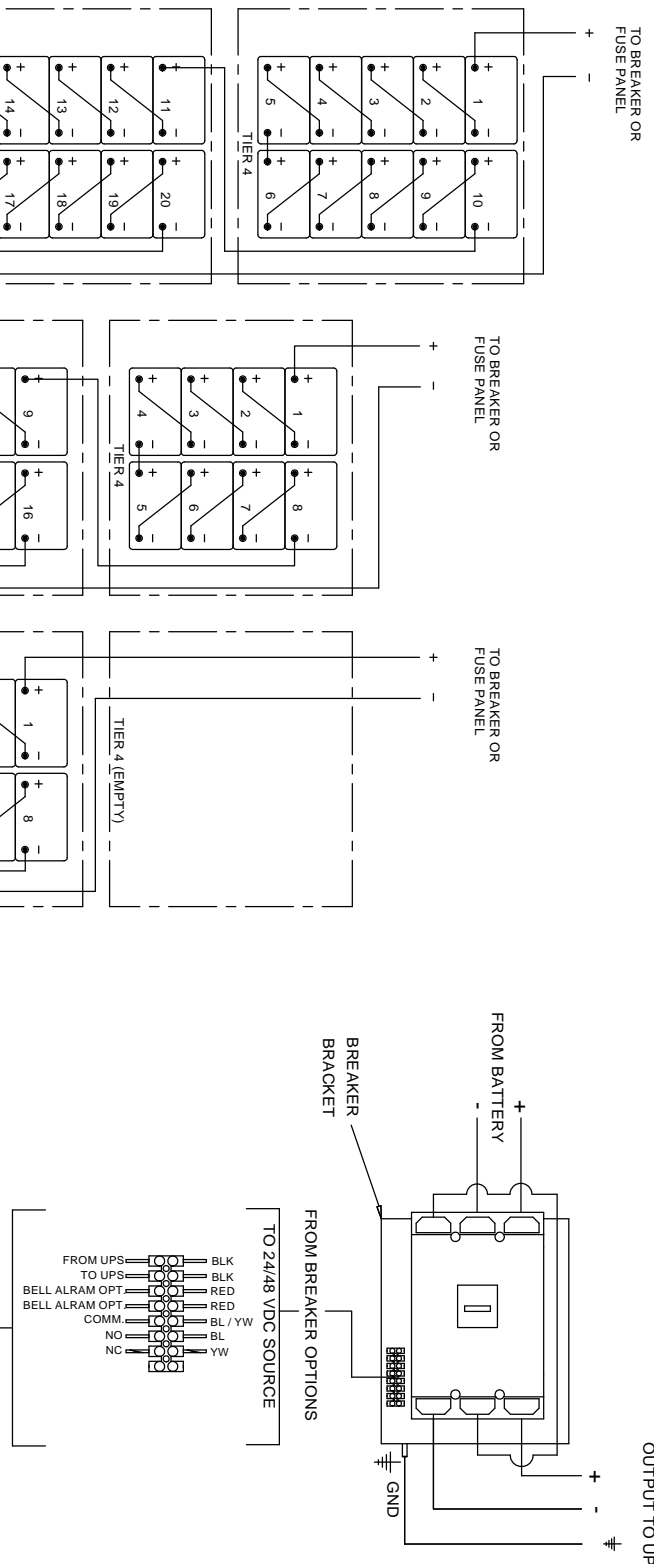 TO BREAKER OR
FUSE PANEL
+
-
+ 1 -
+ 2 -
+ 3 -
+ 4 -
+ 5 -
+ 10 -
+ 9 -
+ 8 -
+ 7 -
+ 6 -
TIER 4
+ 11 -
+ 12 -
+ 13 -
+ 14 -
+ 20 -
+ 19 -
+ 18 -
+ 17 -
TO BREAKER OR
FUSE PANEL
+
-
+ 1 -
+ 2 -
+ 3 -
+ 4 -
+ 8 -
+ 7 -
+ 6 -
+ 5 -
TIER 4
+ 9 -
+ 16 -
TO BREAKER OR
FUSE PANEL
+
-
TIER 4 (EMPTY)
+ 1 -
+ 8 -
FROM BATTERY
+
-
BREAKER
BRACKET
OUTPUT TO
+
-
GND
FROM BREAKER OPTIONS
TO 24/48 VDC SOURCE
FROM UPS BLK
TO UPS BLK
BELL ALRAM OPT. RED
BELL ALRAM OPT. RED
COMM. BL / YW
NO BL
NC YW